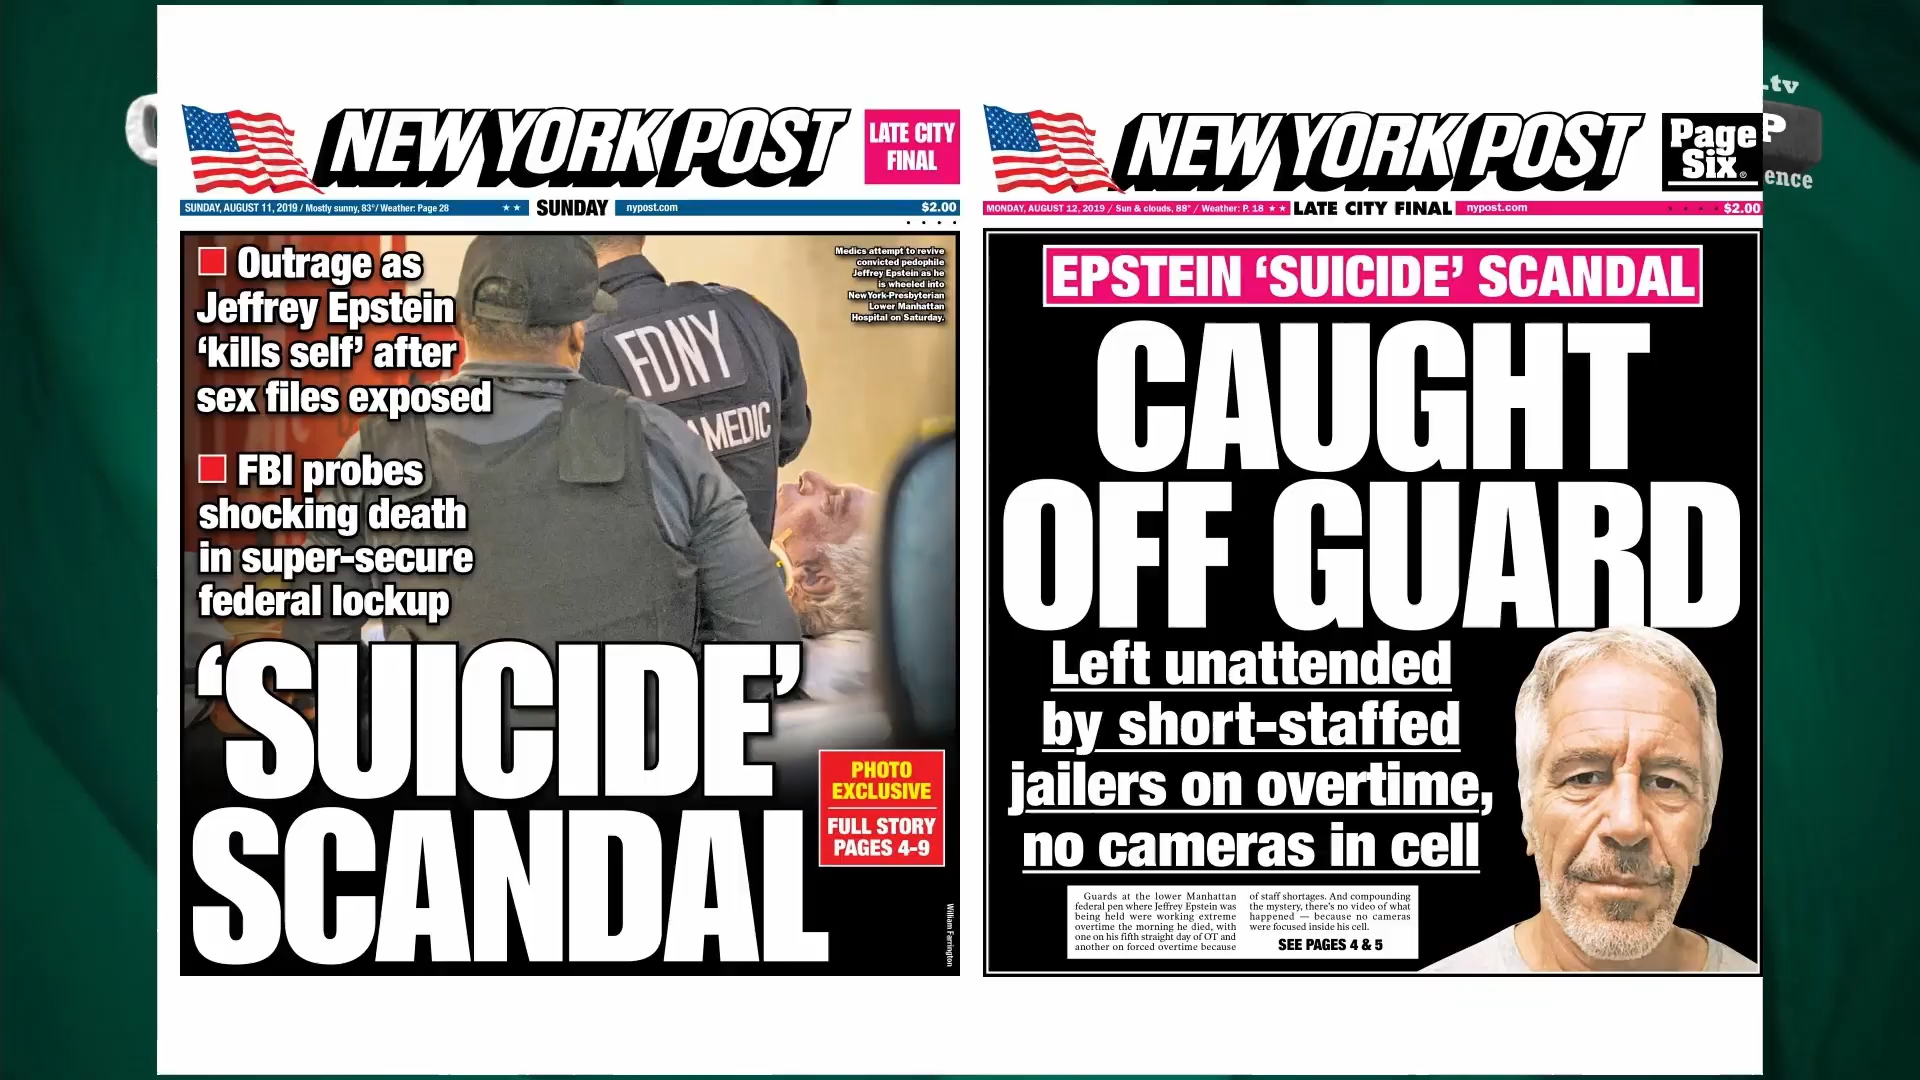 NEW YORK POST
LATE CITY
FINAL
SUNDAY, AUGUST 11, 2019 / Mostly sunny, 83°/ Weather: Page 28
★★
SUNDAY
nypost.com
$2.00
Outrage as
Jeffrey Epstein
‘kills self’ after
sex files exposed
FBI probes
shocking death
in super-secure
federal lockup
Medics attempt to revive
convicted pedophile
Jeffrey Epstein as he
is wheeled into
NewYork-Presbyterian
Lower Manhattan
Hospital on Saturday.
FDNY
AMEDIC
‘SUICIDE’
SCANDAL
PHOTO
EXCLUSIVE
FULL STORY
PAGES 4-9
William Farrington
NEW YORK POST
Page
Six®
MONDAY, AUGUST 12, 2019 / Sun & clouds, 88° / Weather: P. 18 ★★
LATE CITY FINAL
nypost.com
$2.00
EPSTEIN ‘SUICIDE’ SCANDAL
CAUGHT
OFF GUARD
Left unattended
by short-staffed
jailers on overtime,
no cameras in cell
Guards at the lower Manhattan
federal pen where Jeffrey Epstein was
being held were working extreme
overtime the morning he died, with
one on his fifth straight day of OT and
another on forced overtime because
of staff shortages. And compounding
the mystery, there's no video of what
happened — because no cameras
were focused inside his cell.
SEE PAGES 4 & 5
.tv
P
ence